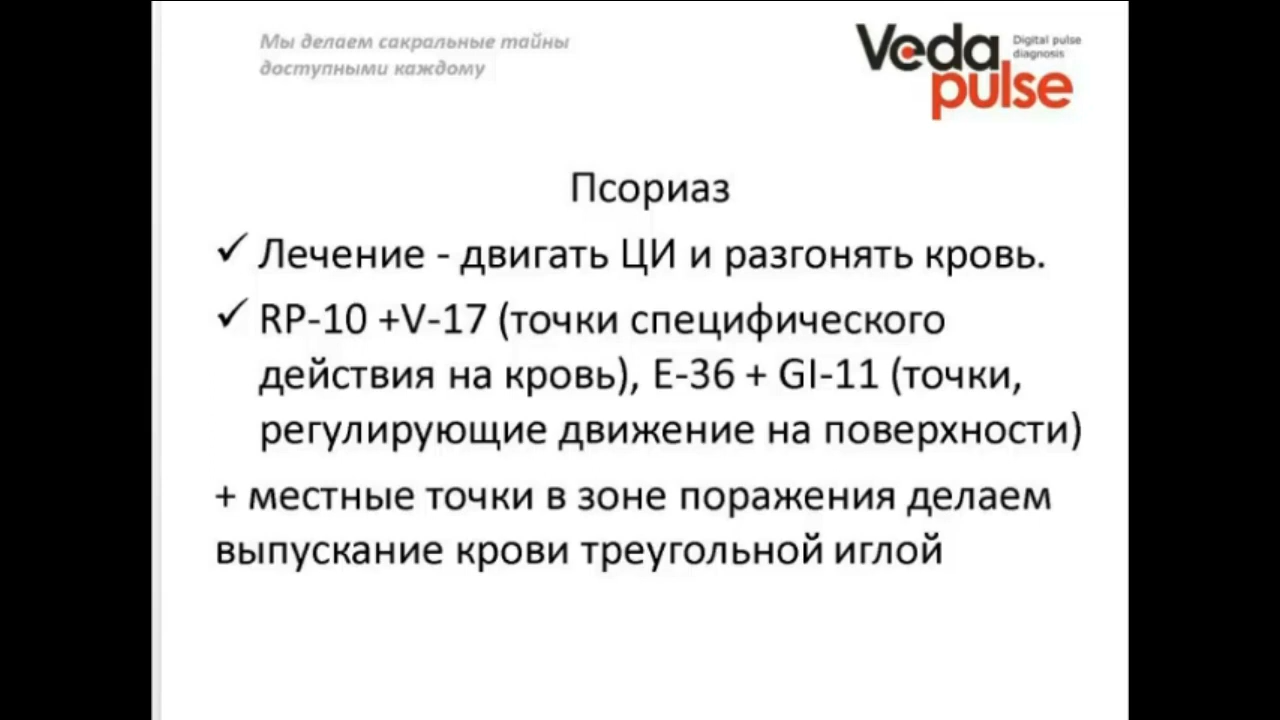 Мы делаем сакральные тайны
доступными каждому
Veda
pulse
Digital pulse
diagnosis
Псориаз
✓ Лечение - двигать ЦИ и разгонять кровь.
✓ RP-10 +V-17 (точки специфического
действия на кровь), E-36 + GI-11 (точки,
регулирующие движение на поверхности)
+ местные точки в зоне поражения делаем
выпускание крови треугольной иглой